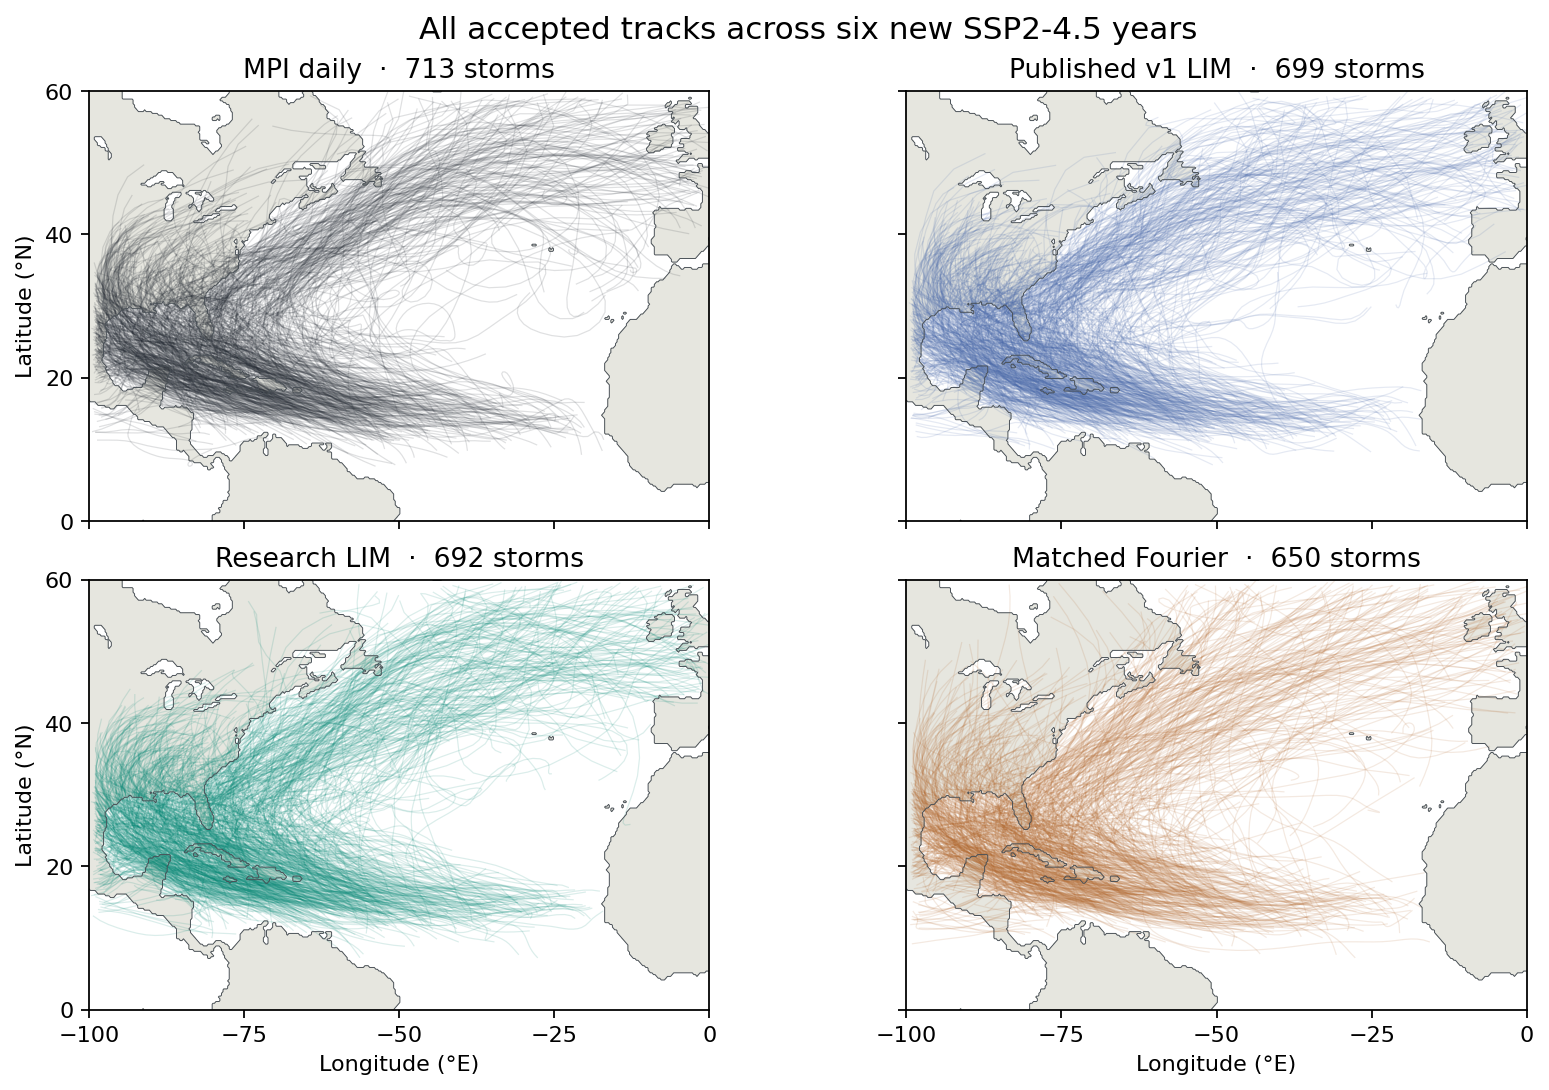 All accepted tracks across six new SSP2-4.5 years
MPI daily · 713 storms
Published v1 LIM · 699 storms
60
40
20
0
Latitude (°N)
Research LIM · 692 storms
Matched Fourier · 650 storms
60
40
20
0
Latitude (°N)
−100 −75 −50 −25 0
−100 −75 −50 −25 0
Longitude (°E)
Longitude (°E)